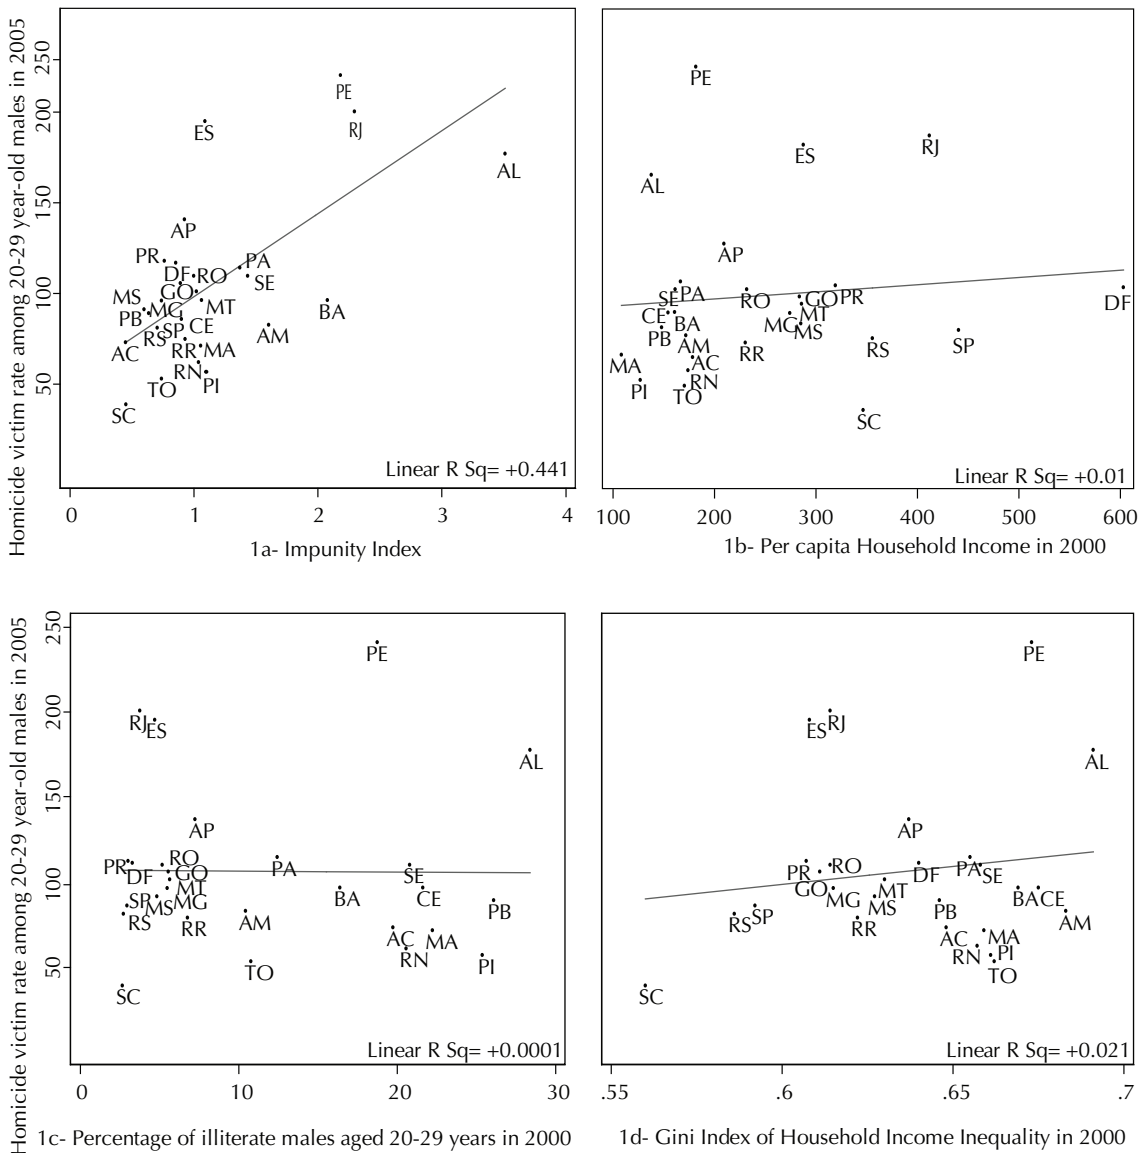 Homicide victim rate among 20-29 year-old males in 2005
250
200
150
100
50
PE
RJ
ES
AL
AP
PR
PA
DF
RO
SE
GO
MS
MG
MT
BA
PB
CE
SP
RS
AM
AC
RR
MA
RN
PI
TO
SC
Linear R Sq= +0.441
0 1 2 3 4
1a- Impunity Index
PE
RJ
ES
AL
AP
SE
PA
RO
GO
PR
DF
CE
MT
BA
MG
MS
PB
AM
RR
RS
SP
MA
AC
PI
RN
TO
SC
Linear R Sq= +0.01
100 200 300 400 500 600
1b- Per capita Household Income in 2000
Homicide victim rate among 20-29 year-old males in 2005
250
200
150
100
50
PE
RJ
ES
AL
AP
PR
RO
DF
GO
PA
SE
MT
SP
MS
MG
BA
CE
PB
RS
RR
AM
AC
MA
RN
PI
TO
SC
Linear R Sq= +0.0001
0 10 20 30
1c- Percentage of illiterate males aged 20-29 years in 2000
PE
ES
RJ
AL
AP
PR
RO
DF
PA
SE
GO
MT
MG
MS
BA
CE
PB
RS
SP
RR
AM
AC
MA
RN
PI
TO
SC
Linear R Sq= +0.021
.55 .6 .65 .7
1d- Gini Index of Household Income Inequality in 2000